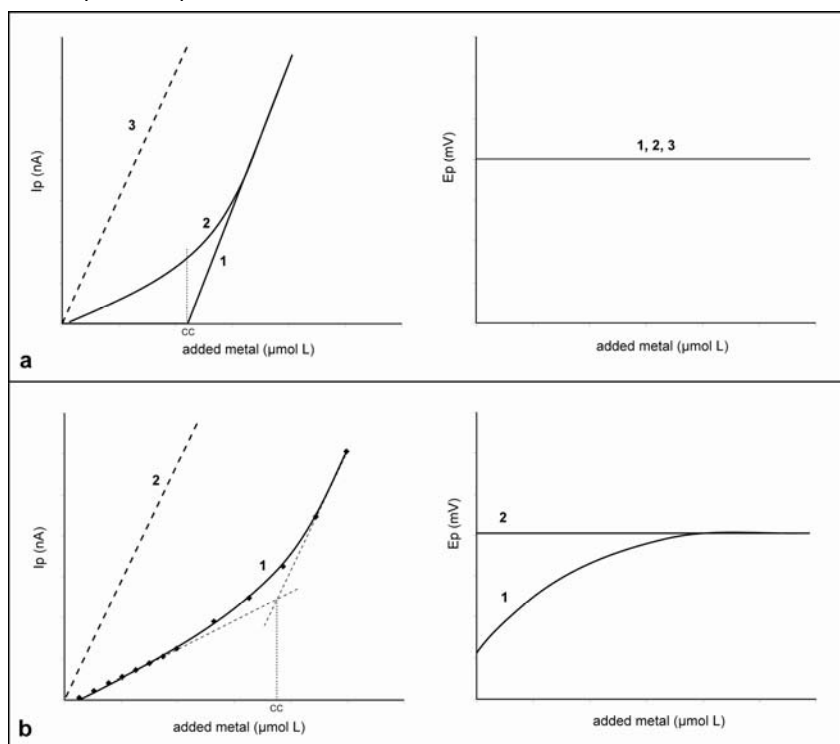 Ip (nA)
3
2
1
cc
added metal (µmol L)
a
Ep (mV)
1, 2, 3
added metal (µmol L)
Ip (nA)
2
1
cc
added metal (µmol L)
b
Ep (mV)
2
1
added metal (µmol L)